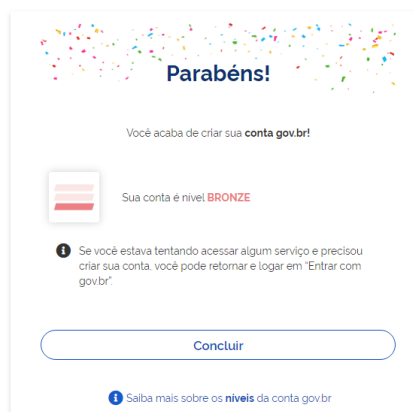 Parabéns!
Você acaba de criar sua conta gov.br!
Sua conta é nível BRONZE
Se você estava tentando acessar algum serviço e precisou
criar sua conta, você pode retornar e logar em "Entrar com
gov.br".
Concluir
Saiba mais sobre os níveis da conta gov.br